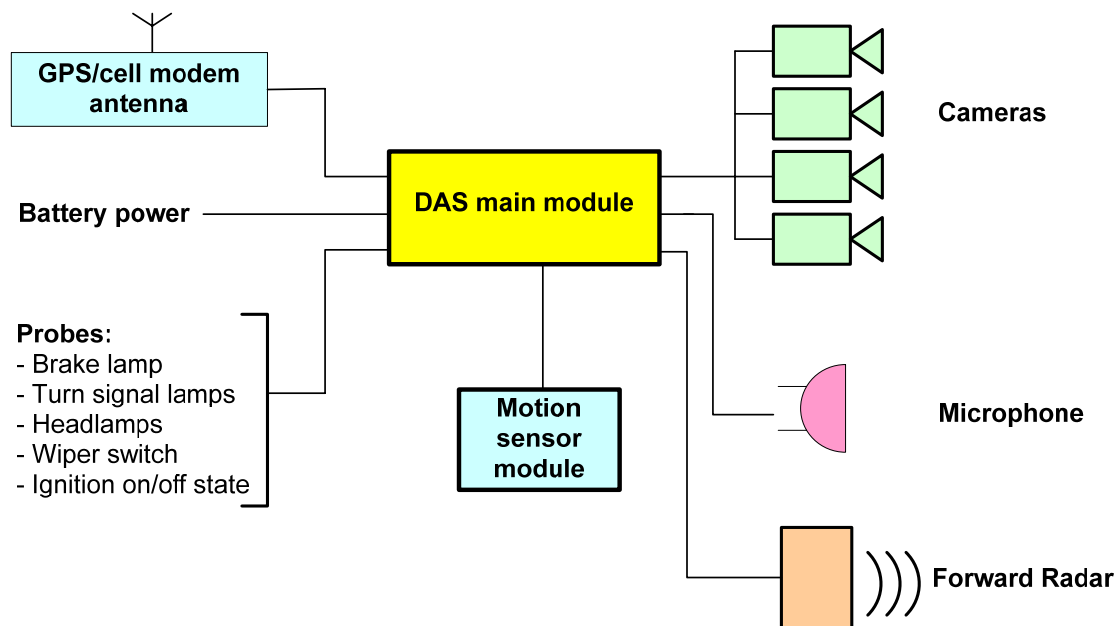 GPS/cell modem
antenna
Battery power
Probes:
- Brake lamp
- Turn signal lamps
- Headlamps
- Wiper switch
- Ignition on/off state
DAS main module
Motion
sensor
module
Cameras
Microphone
Forward Radar